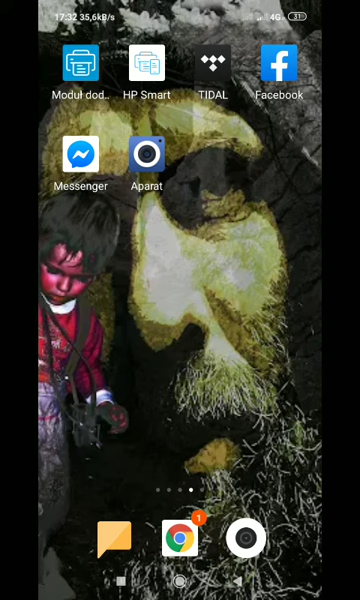 17:32 35,6kB/s 4G 31
Moduł dod.. HP Smart TIDAL Facebook
Messenger Aparat
1